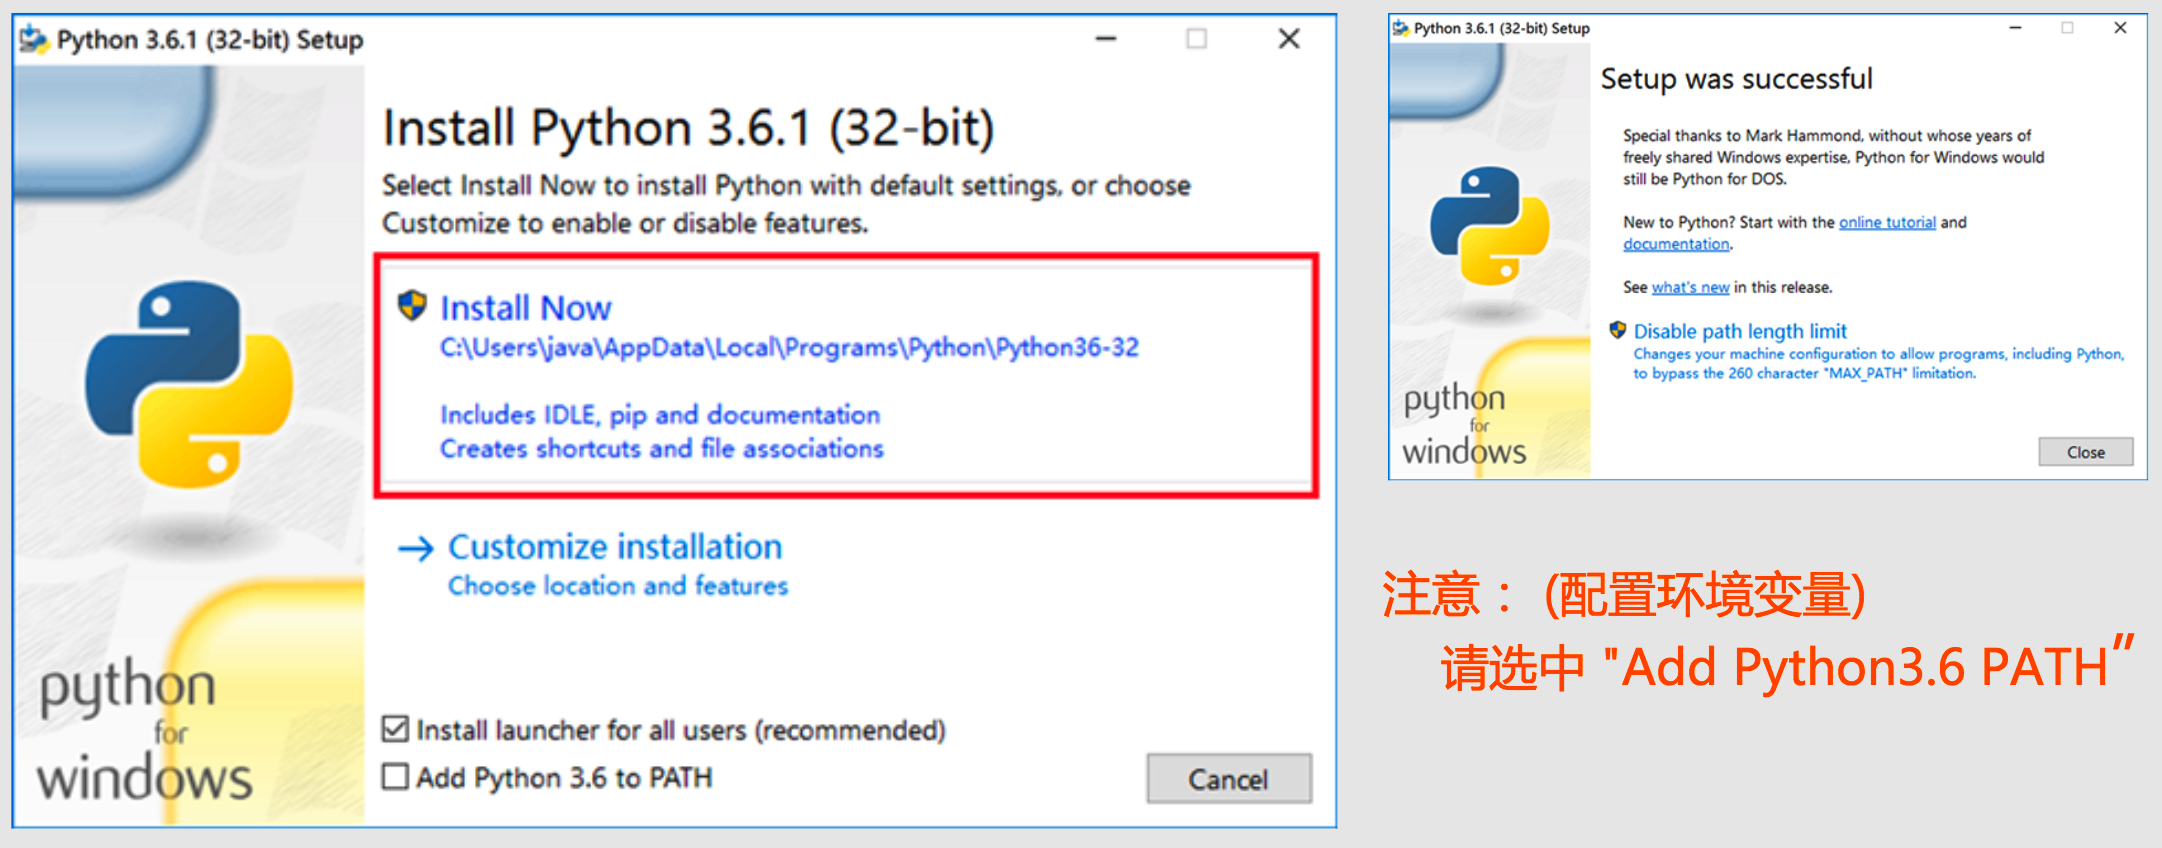 Python 3.6.1 (32-bit) Setup
Install Python 3.6.1 (32-bit)
Select Install Now to install Python with default settings, or choose
Customize to enable or disable features.
Install Now
C:\Users\java\AppData\Local\Programs\Python\Python36-32
Includes IDLE, pip and documentation
Creates shortcuts and file associations
Customize installation
Choose location and features
Install launcher for all users (recommended)
Add Python 3.6 to PATH
Cancel
python
for
windows
Python 3.6.1 (32-bit) Setup
Setup was successful
Special thanks to Mark Hammond, without whose years of
freely shared Windows expertise, Python for Windows would
still be Python for DOS.
New to Python? Start with the online tutorial and
documentation.
See what's new in this release.
Disable path length limit
Changes your machine configuration to allow programs, including Python,
to bypass the 260 character "MAX_PATH" limitation.
python
for
windows
Close
注意： (配置环境变量)
请选中 "Add Python3.6 PATH”